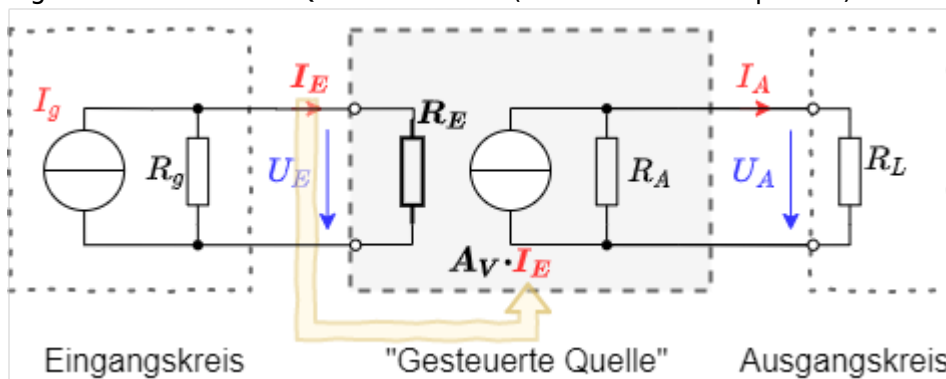 I_g
R_g
I_E
U_E
R_E
A_V·I_E
R_A
I_A
U_A
R_L
Eingangskreis
"Gesteuerte Quelle"
Ausgangskreis